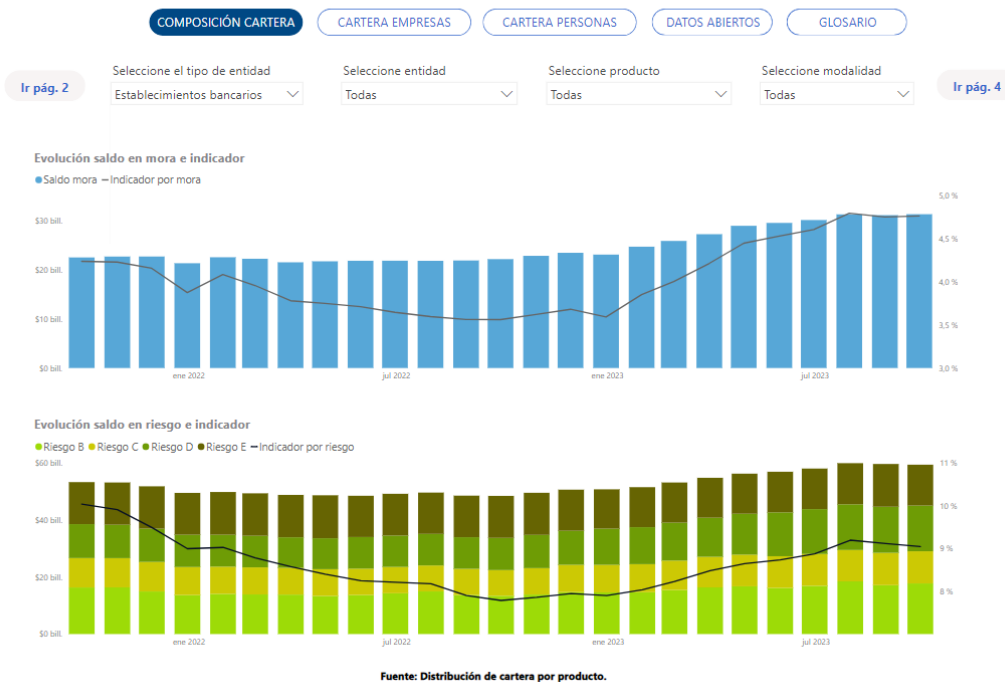 COMPOSICIÓN CARTERA
CARTERA EMPRESAS
CARTERA PERSONAS
DATOS ABIERTOS
GLOSARIO
Ir pág. 2
Seleccione el tipo de entidad
Establecimientos bancarios
Seleccione entidad
Todas
Seleccione producto
Todas
Seleccione modalidad
Todas
Ir pág. 4
Evolución saldo en mora e indicador
Saldo mora Indicador por mora
5,0 %
$30 bill.
4,5 %
$20 bill.
4,0 %
$10 bill.
3,5 %
$0 bill.
3,0 %
ene 2022 jul 2022 ene 2023 jul 2023
Evolución saldo en riesgo e indicador
Riesgo B Riesgo C Riesgo D Riesgo E Indicador por riesgo
$60 bill.
11 %
10 %
$40 bill.
9 %
$20 bill.
8 %
$0 bill.
ene 2022 jul 2022 ene 2023 jul 2023
Fuente: Distribución de cartera por producto.